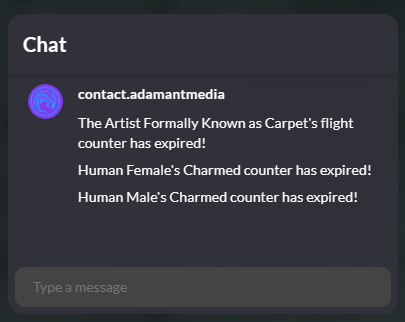 Chat
contact.adamantmedia
The Artist Formally Known as Carpet's flight
counter has expired!
Human Female's Charmed counter has expired!
Human Male's Charmed counter has expired!
Type a message